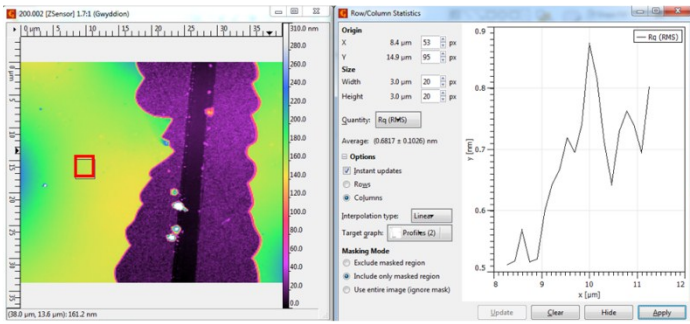 200.002 [ZSensor] 1.7:1 (Gwyddion)
0 µm 5 10 15 20 25 30 35
310.0 nm
280.0
260.0
240.0
220.0
200.0
180.0
160.0
140.0
120.0
100.0
80.0
60.0
40.0
20.0
0.0
(38.0 µm, 13.6 µm): 161.2 nm
Row/Column Statistics
Origin
X 8.4 µm 53 px
Y 14.9 µm 95 px
Size
Width 3.0 µm 20 px
Height 3.0 µm 20 px
Quantity: Rq (RMS)
Average: (0.6817 ± 0.1026) nm
Options
Instant updates
Rows
Columns
Interpolation type: Linear
Target graph: Profiles (2)
Masking Mode
Exclude masked region
Include only masked region
Use entire image (ignore mask)
Rq (RMS)
0.9
0.8
0.7
0.6
0.5
y [nm]
8 9 10 11 12
x [µm]
Update Clear Hide Apply